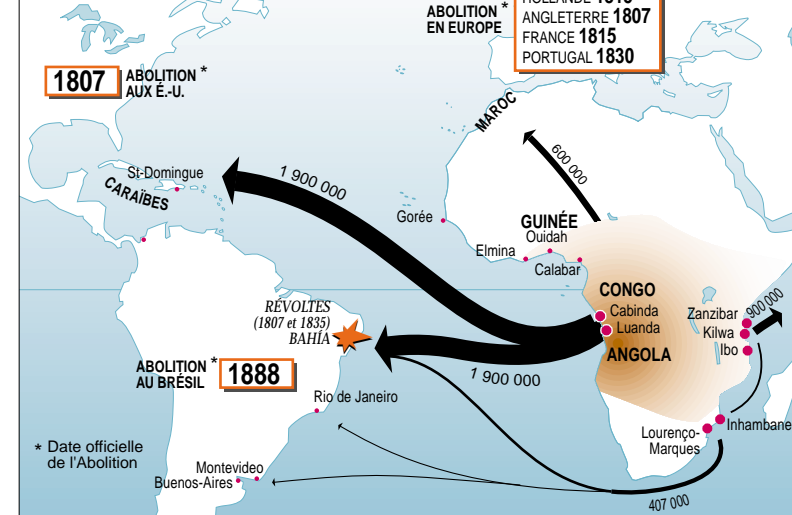 ABOLITION *
EN EUROPE
ANGLETERRE 1807
FRANCE 1815
PORTUGAL 1830
1807
ABOLITION *
AUX É.-U.
MAROC
600 000
St-Domingue
CARAÏBES
1 900 000
Gorée
GUINÉE
Ouidah
Elmina
Calabar
CONGO
Cabinda
Luanda
ANGOLA
Zanzibar
Kilwa
Ibo
900 000
RÉVOLTES
(1807 et 1835)
BAHÍA
ABOLITION *
AU BRÉSIL
1888
1 900 000
Rio de Janeiro
Inhambane
Lourenço-
Marques
* Date officielle
de l'Abolition
Montevideo
Buenos-Aires
407 000